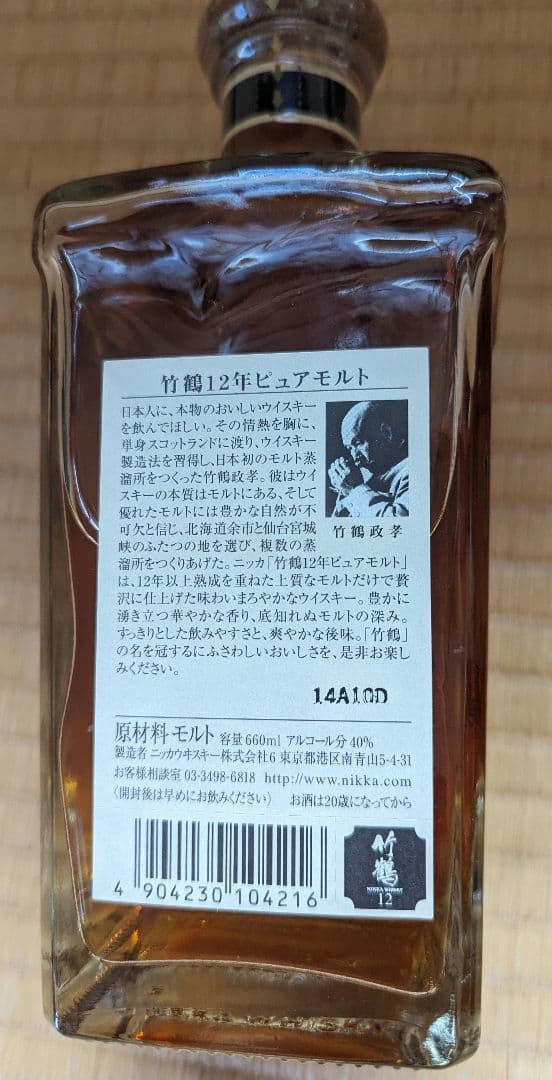 竹鶴12年ピュアモルト
日本人に、本物のおいしいウイスキー
を飲んでほしい。その情熱を胸に、
単身スコットランドに渡り、ウイスキー
製造法を習得し、日本初のモルト蒸
溜所をつくった竹鶴政孝。彼はウイ
スキーの本質はモルトにある、そして
優れたモルトには豊かな自然が不
可欠と信じ、北海道余市と仙台宮城
峡のふたつの地を選び、複数の蒸
溜所をつくりあげた。ニッカ「竹鶴12年ピュアモルト」
は、12年以上熟成を重ねた上質なモルトだけで贅
沢に仕上げた味わいまろやかなウイスキー。豊かに
湧き立つ華やかな香り、底知れぬモルトの深み。
すっきりとした飲みやすさと、爽やかな後味。「竹鶴」
の名を冠するにふさわしいおいしさを、是非お楽し
みください。
竹鶴政孝
14A10D
原材料 モルト 容量660ml アルコール分40%
製造者 ニッカウヰスキー株式会社6 東京都港区南青山5-4-31
お客様相談室 03-3498-6818 http://www.nikka.com
〈開封後は早めにお飲みください〉 お酒は20歳になってから
4 904230 104216
竹鶴
NIKKA WHISKY
12